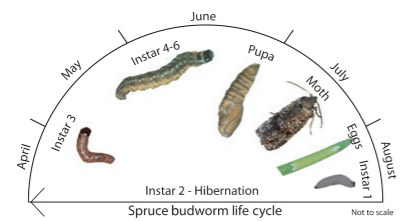 June
May
July
April
August
Instar 4-6
Pupa
Moth
Instar 3
Eggs
Instar 1
Instar 2 - Hibernation
Spruce budworm life cycle
Not to scale